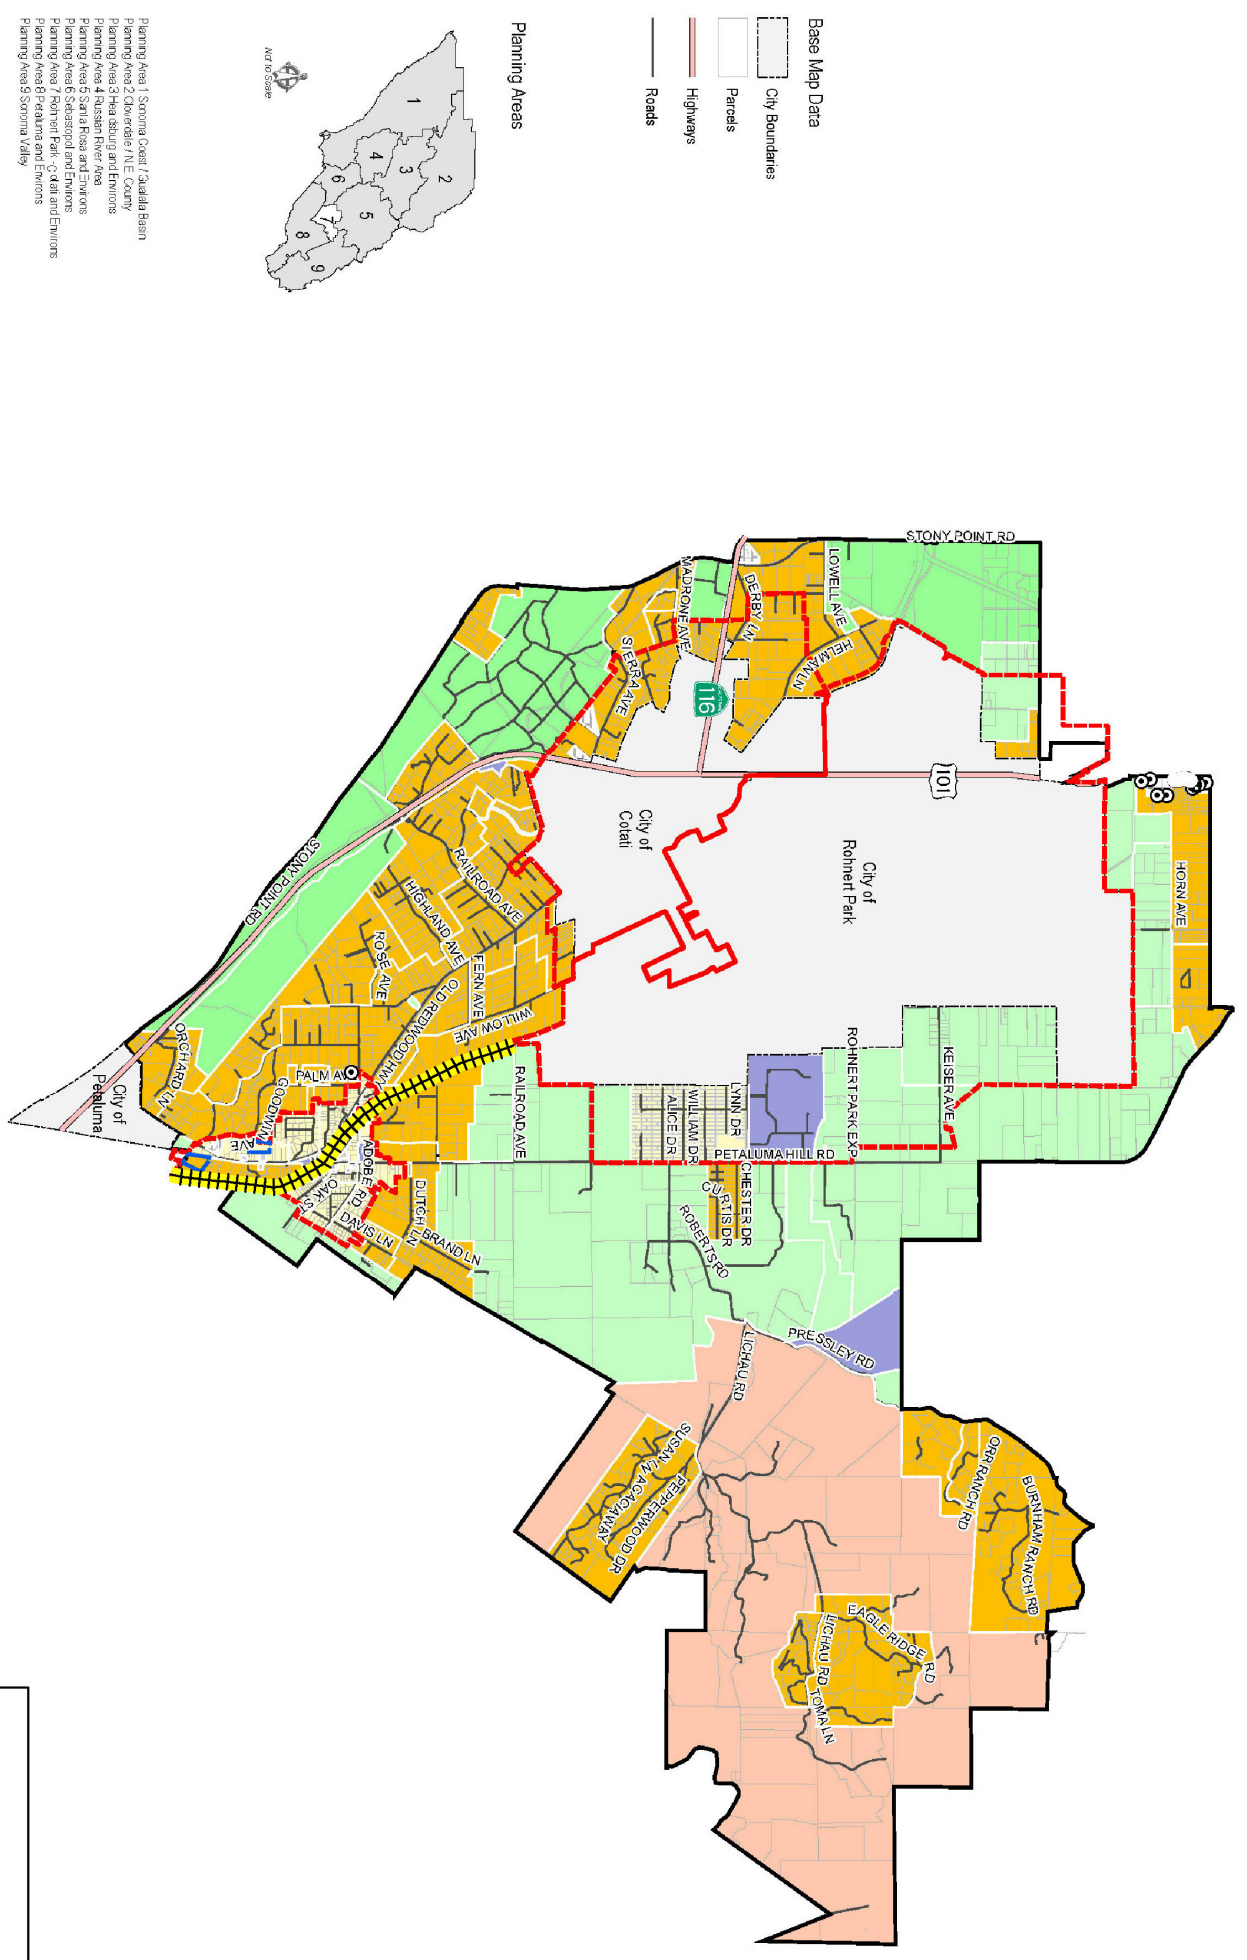 Base Map Data
City Boundaries
Parcels
Highways
Roads
Planning Areas
1
2
3
4
5
6
7
8
9
Not to Scale
Planning Area 1 Sonoma Coast / Gualala Basin
Planning Area 2 Cloverdale / N.E. County
Planning Area 3 Healdsburg and Environs
Planning Area 4 Russian River Area
Planning Area 5 Santa Rosa and Environs
Planning Area 6 Sebastopol and Environs
Planning Area 7 Rohnert Park - Cotati and Environs
Planning Area 8 Petaluma and Environs
Planning Area 9 Sonoma Valley
HORN AVE
STONY POINT RD
LOWELL AVE
HELMAN LN
DERBY LN
MADRONE AVE
SIERRA AVE
116
101
City of
Rohnert Park
City of
Cotati
KEISER AVE
ROHNERT PARK EXP
PETALUMA HILL RD
LYNN DR
WILLIAM DR
ALICE DR
CHESTER DR
CURTIS DR
ROBERTS RD
RAILROAD AVE
RAILROAD AVE
HIGHLAND AVE
FERN AVE
WILLOW AVE
OLD REDWOOD HWY
ROSE AVE
STONY POINT RD
ORCHARD LN
GOODWIN
AVE
PALM AV
ADOBE RD
OAK ST
DAVIS LN
DUTCH LN
BRAND LN
City of
Petaluma
PRESSLEY RD
LICHAU RD
SUSAN LN
ACACIA WAY
PEPPERWOOD DR
ORR RANCH RD
BURNHAM RANCH RD
EAGLE RIDGE RD
LICHAU RD
TOMA LN